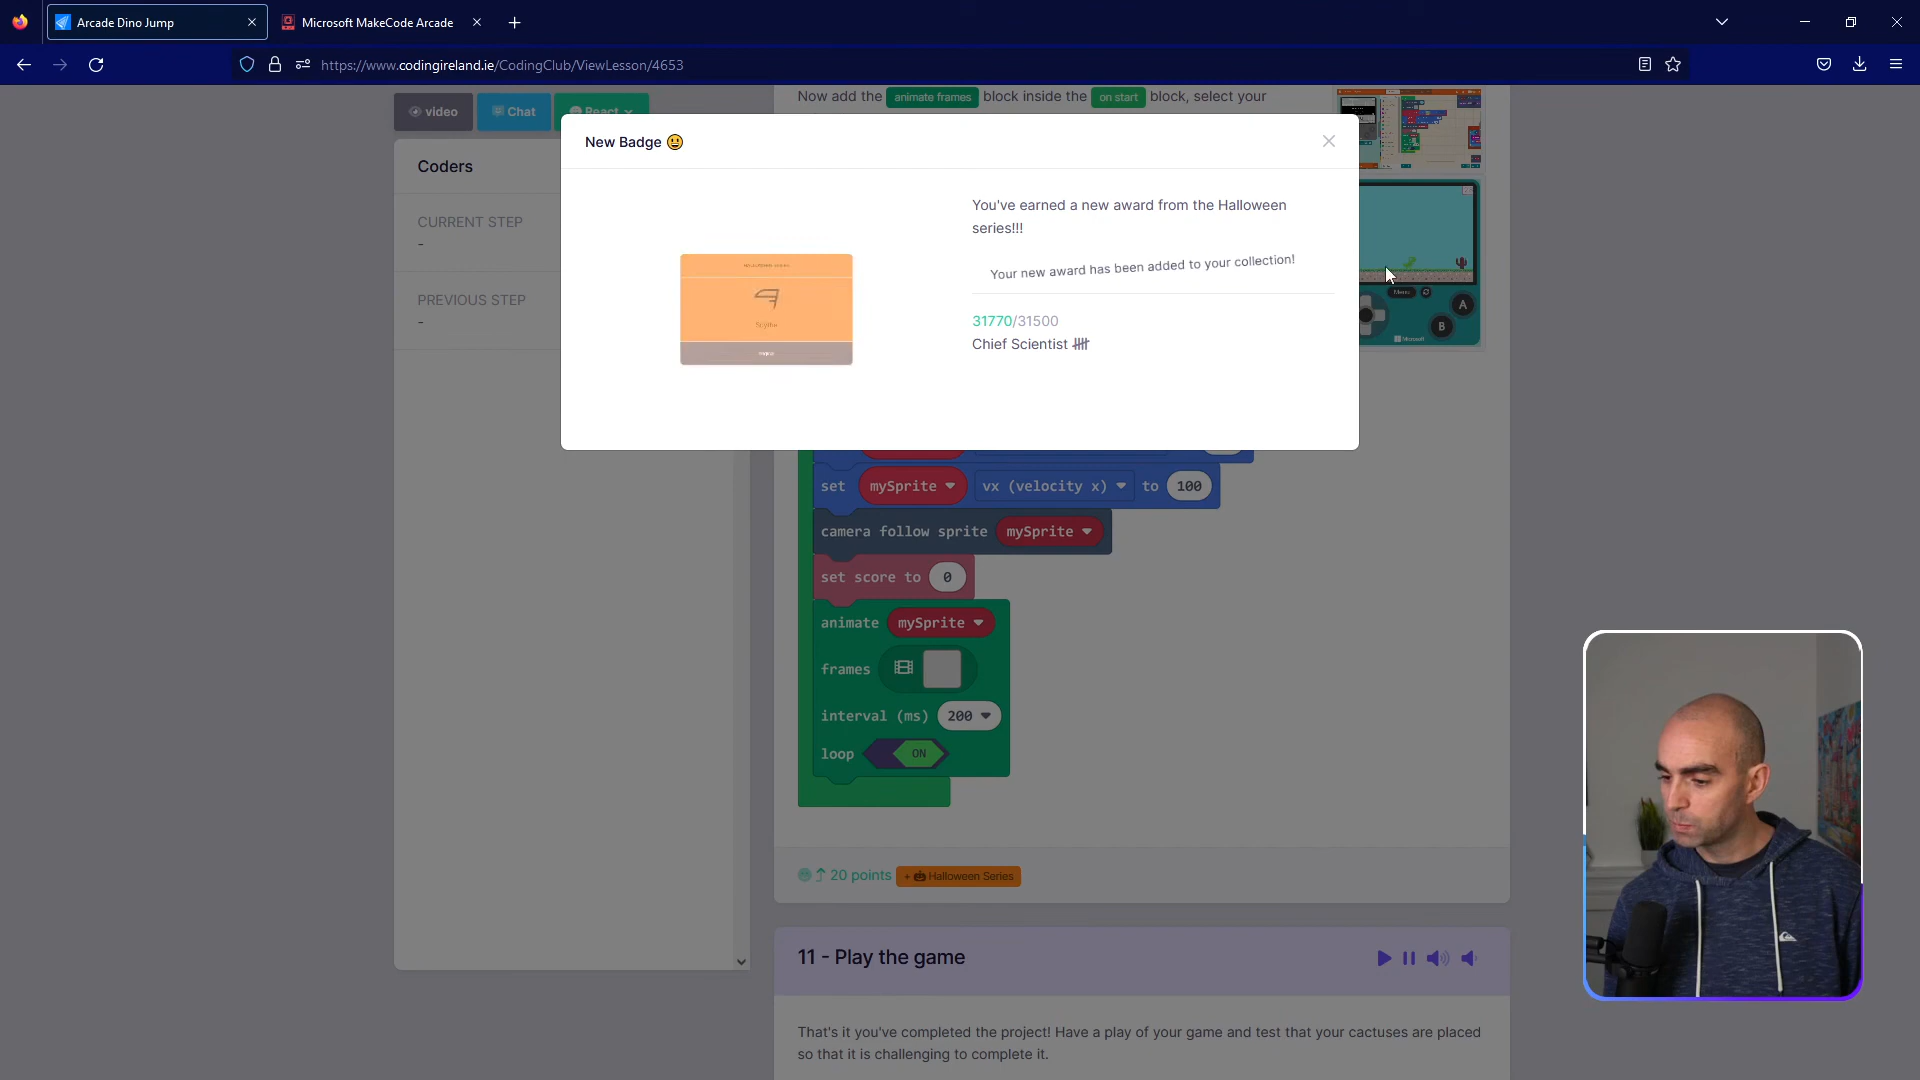 Arcade Dino Jump
Microsoft MakeCode Arcade
https://www.codingireland.ie/CodingClub/ViewLesson/4653
video
Chat
React
Coders
CURRENT STEP
-
PREVIOUS STEP
-
Now add the animate frames block inside the on start block, select your
New Badge
You've earned a new award from the Halloween
series!!!
Your new award has been added to your collection!
31770/31500
Chief Scientist
Scythe
Menu
A
B
Microsoft
set mySprite vx (velocity x) to 100
camera follow sprite mySprite
set score to 0
animate mySprite
frames
interval (ms) 200
loop ON
20 points + Halloween Series
11 - Play the game
That's it you've completed the project! Have a play of your game and test that your cactuses are placed
so that it is challenging to complete it.